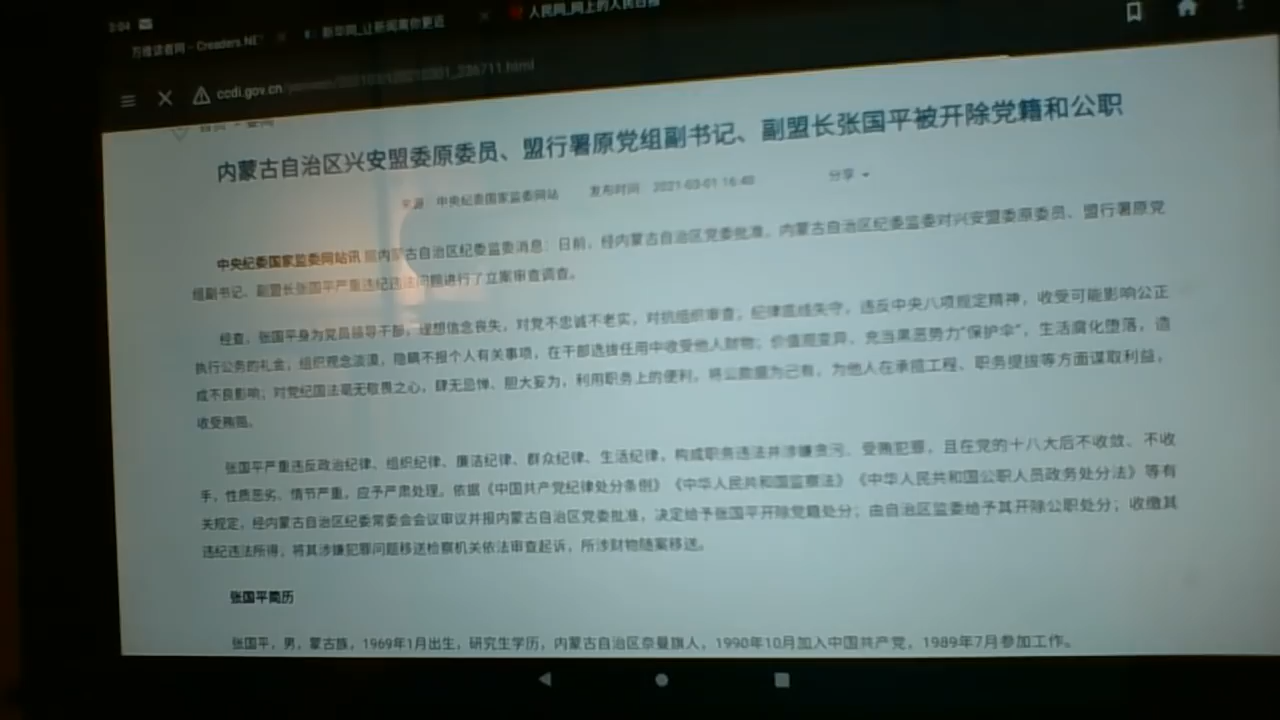 3:04
万维读者网 - Creaders.NE
新华网_让新闻离你更近
人民网_网上的人民日报
ccdi.gov.cn
首页 - 要闻
内蒙古自治区兴安盟委原委员、盟行署原党组副书记、副盟长张国平被开除党籍和公职
来源 中央纪委国家监委网站 发布时间 2021-03-01 16:40 分享
中央纪委国家监委网站讯 据内蒙古自治区纪委监委消息：日前，经内蒙古自治区党委批准，内蒙古自治区纪委监委对兴安盟委原委员、盟行署原党
组副书记、副盟长张国平严重违纪违法问题进行了立案审查调查。
经查，张国平身为党员领导干部，理想信念丧失，对党不忠诚不老实，对抗组织审查，纪律底线失守，违反中央八项规定精神，收受可能影响公正
执行公务的礼金，组织观念淡漠，隐瞒不报个人有关事项，在干部选拔任用中收受他人财物；价值观变异，充当黑恶势力“保护伞”，生活腐化堕落，造
成不良影响；对党纪国法毫无敬畏之心，肆无忌惮、胆大妄为，利用职务上的便利，将公款据为己有，为他人在承揽工程、职务提拔等方面谋取利益，
收受贿赂。
张国平严重违反政治纪律、组织纪律、廉洁纪律、群众纪律、生活纪律，构成职务违法并涉嫌贪污、受贿犯罪，且在党的十八大后不收敛、不收
手，性质恶劣、情节严重，应予严肃处理。依据《中国共产党纪律处分条例》《中华人民共和国监察法》《中华人民共和国公职人员政务处分法》等有
关规定，经内蒙古自治区纪委常委会会议审议并报内蒙古自治区党委批准，决定给予张国平开除党籍处分；由自治区监委给予其开除公职处分；收缴其
违纪违法所得；将其涉嫌犯罪问题移送检察机关依法审查起诉，所涉财物随案移送。
张国平简历
张国平，男，蒙古族，1969年1月出生，研究生学历，内蒙古自治区奈曼旗人，1990年10月加入中国共产党，1989年7月参加工作。